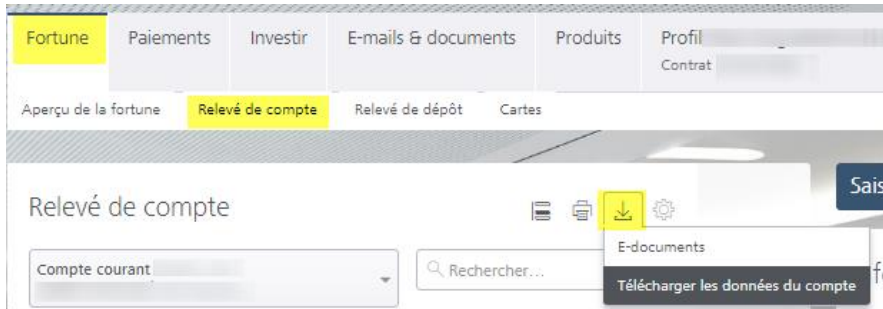 Fortune Paiements Investir E-mails & documents Produits Profil
Contrat
Aperçu de la fortune Relevé de compte Relevé de dépôt Cartes
Relevé de compte
E-documents
Compte courant
Rechercher...
Télécharger les données du compte